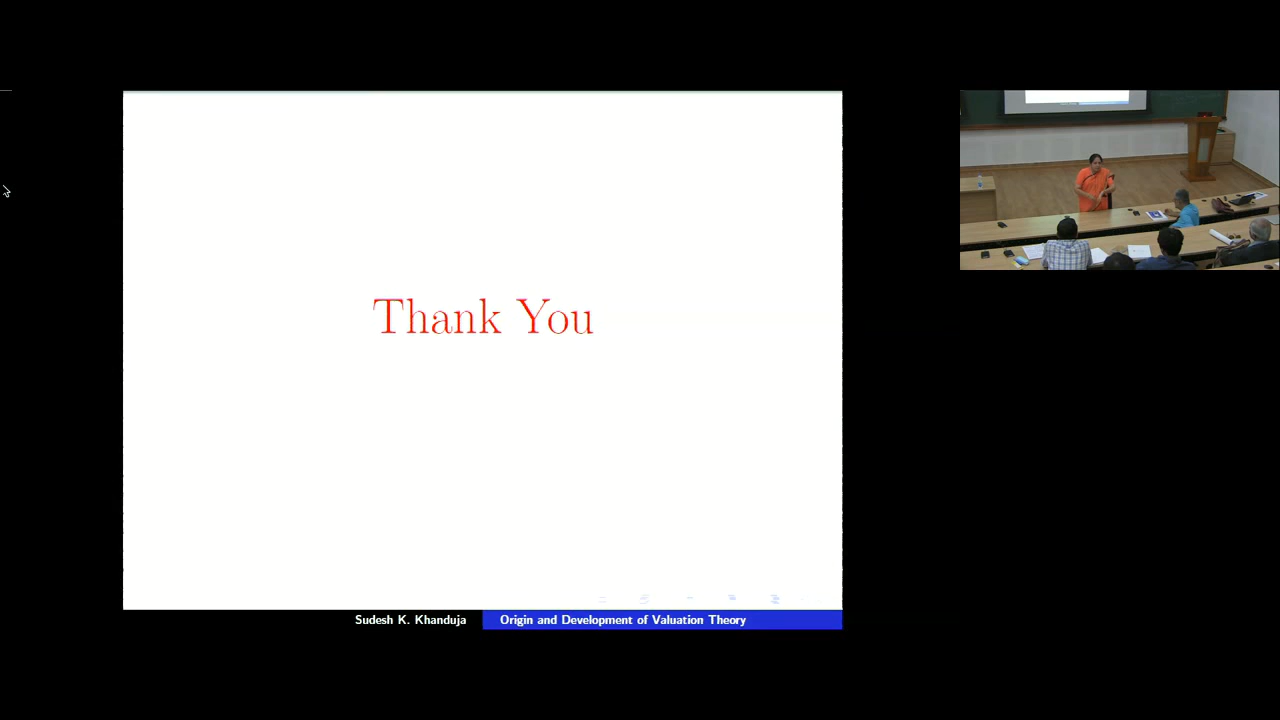 Thank You
Sudesh K. Khanduja
Origin and Development of Valuation Theory